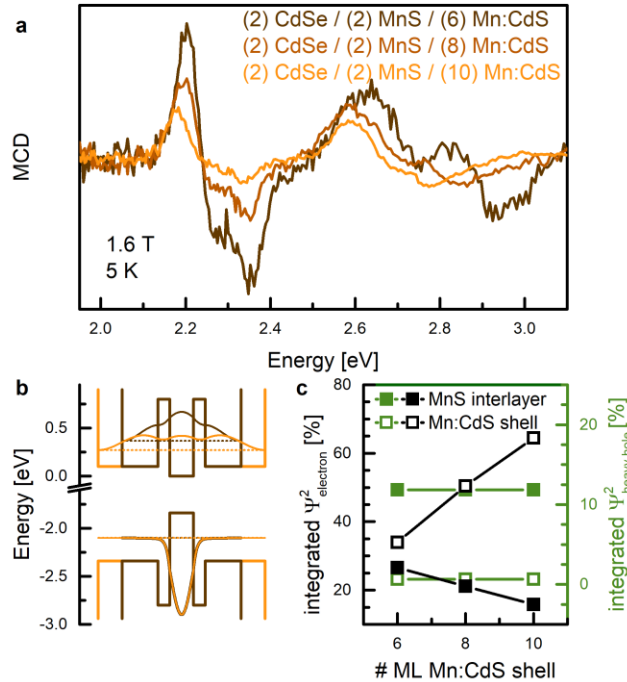 a
(2) CdSe / (2) MnS / (6) Mn:CdS
(2) CdSe / (2) MnS / (8) Mn:CdS
(2) CdSe / (2) MnS / (10) Mn:CdS
MCD
1.6 T
5 K
2.0 2.2 2.4 2.6 2.8 3.0
Energy [eV]
b
Energy [eV]
0.5
0.0
-2.0
-2.5
-3.0
c
MnS interlayer
Mn:CdS shell
integrated Ψ²electron [%]
80
60
40
20
integrated Ψ²heavy hole [%]
20
10
0
6 8 10
# ML Mn:CdS shell